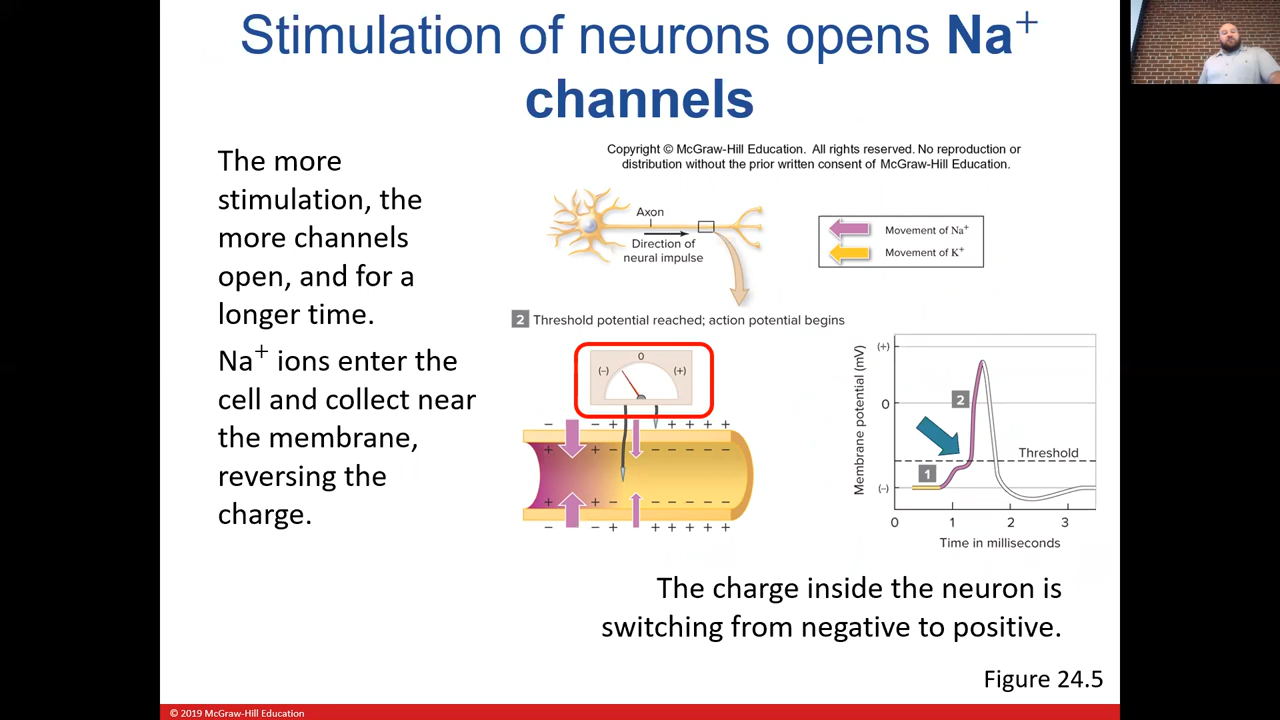 Stimulation of neurons opens Na⁺
channels
The more
stimulation, the
more channels
open, and for a
longer time.
Na⁺ ions enter the
cell and collect near
the membrane,
reversing the
charge.
Copyright © McGraw-Hill Education. All rights reserved. No reproduction or
distribution without the prior written consent of McGraw-Hill Education.
Axon
Direction of
neural impulse
Movement of Na⁺
Movement of K⁺
2 Threshold potential reached; action potential begins
0
(−) (+)
− − − + + + + + + +
+ + + − − − − − −
+ + + − − − − − −
− − − + + + + + + +
Membrane potential (mV)
(+)
0
(−)
2
Threshold
1
0 1 2 3
Time in milliseconds
The charge inside the neuron is
switching from negative to positive.
Figure 24.5
© 2019 McGraw-Hill Education